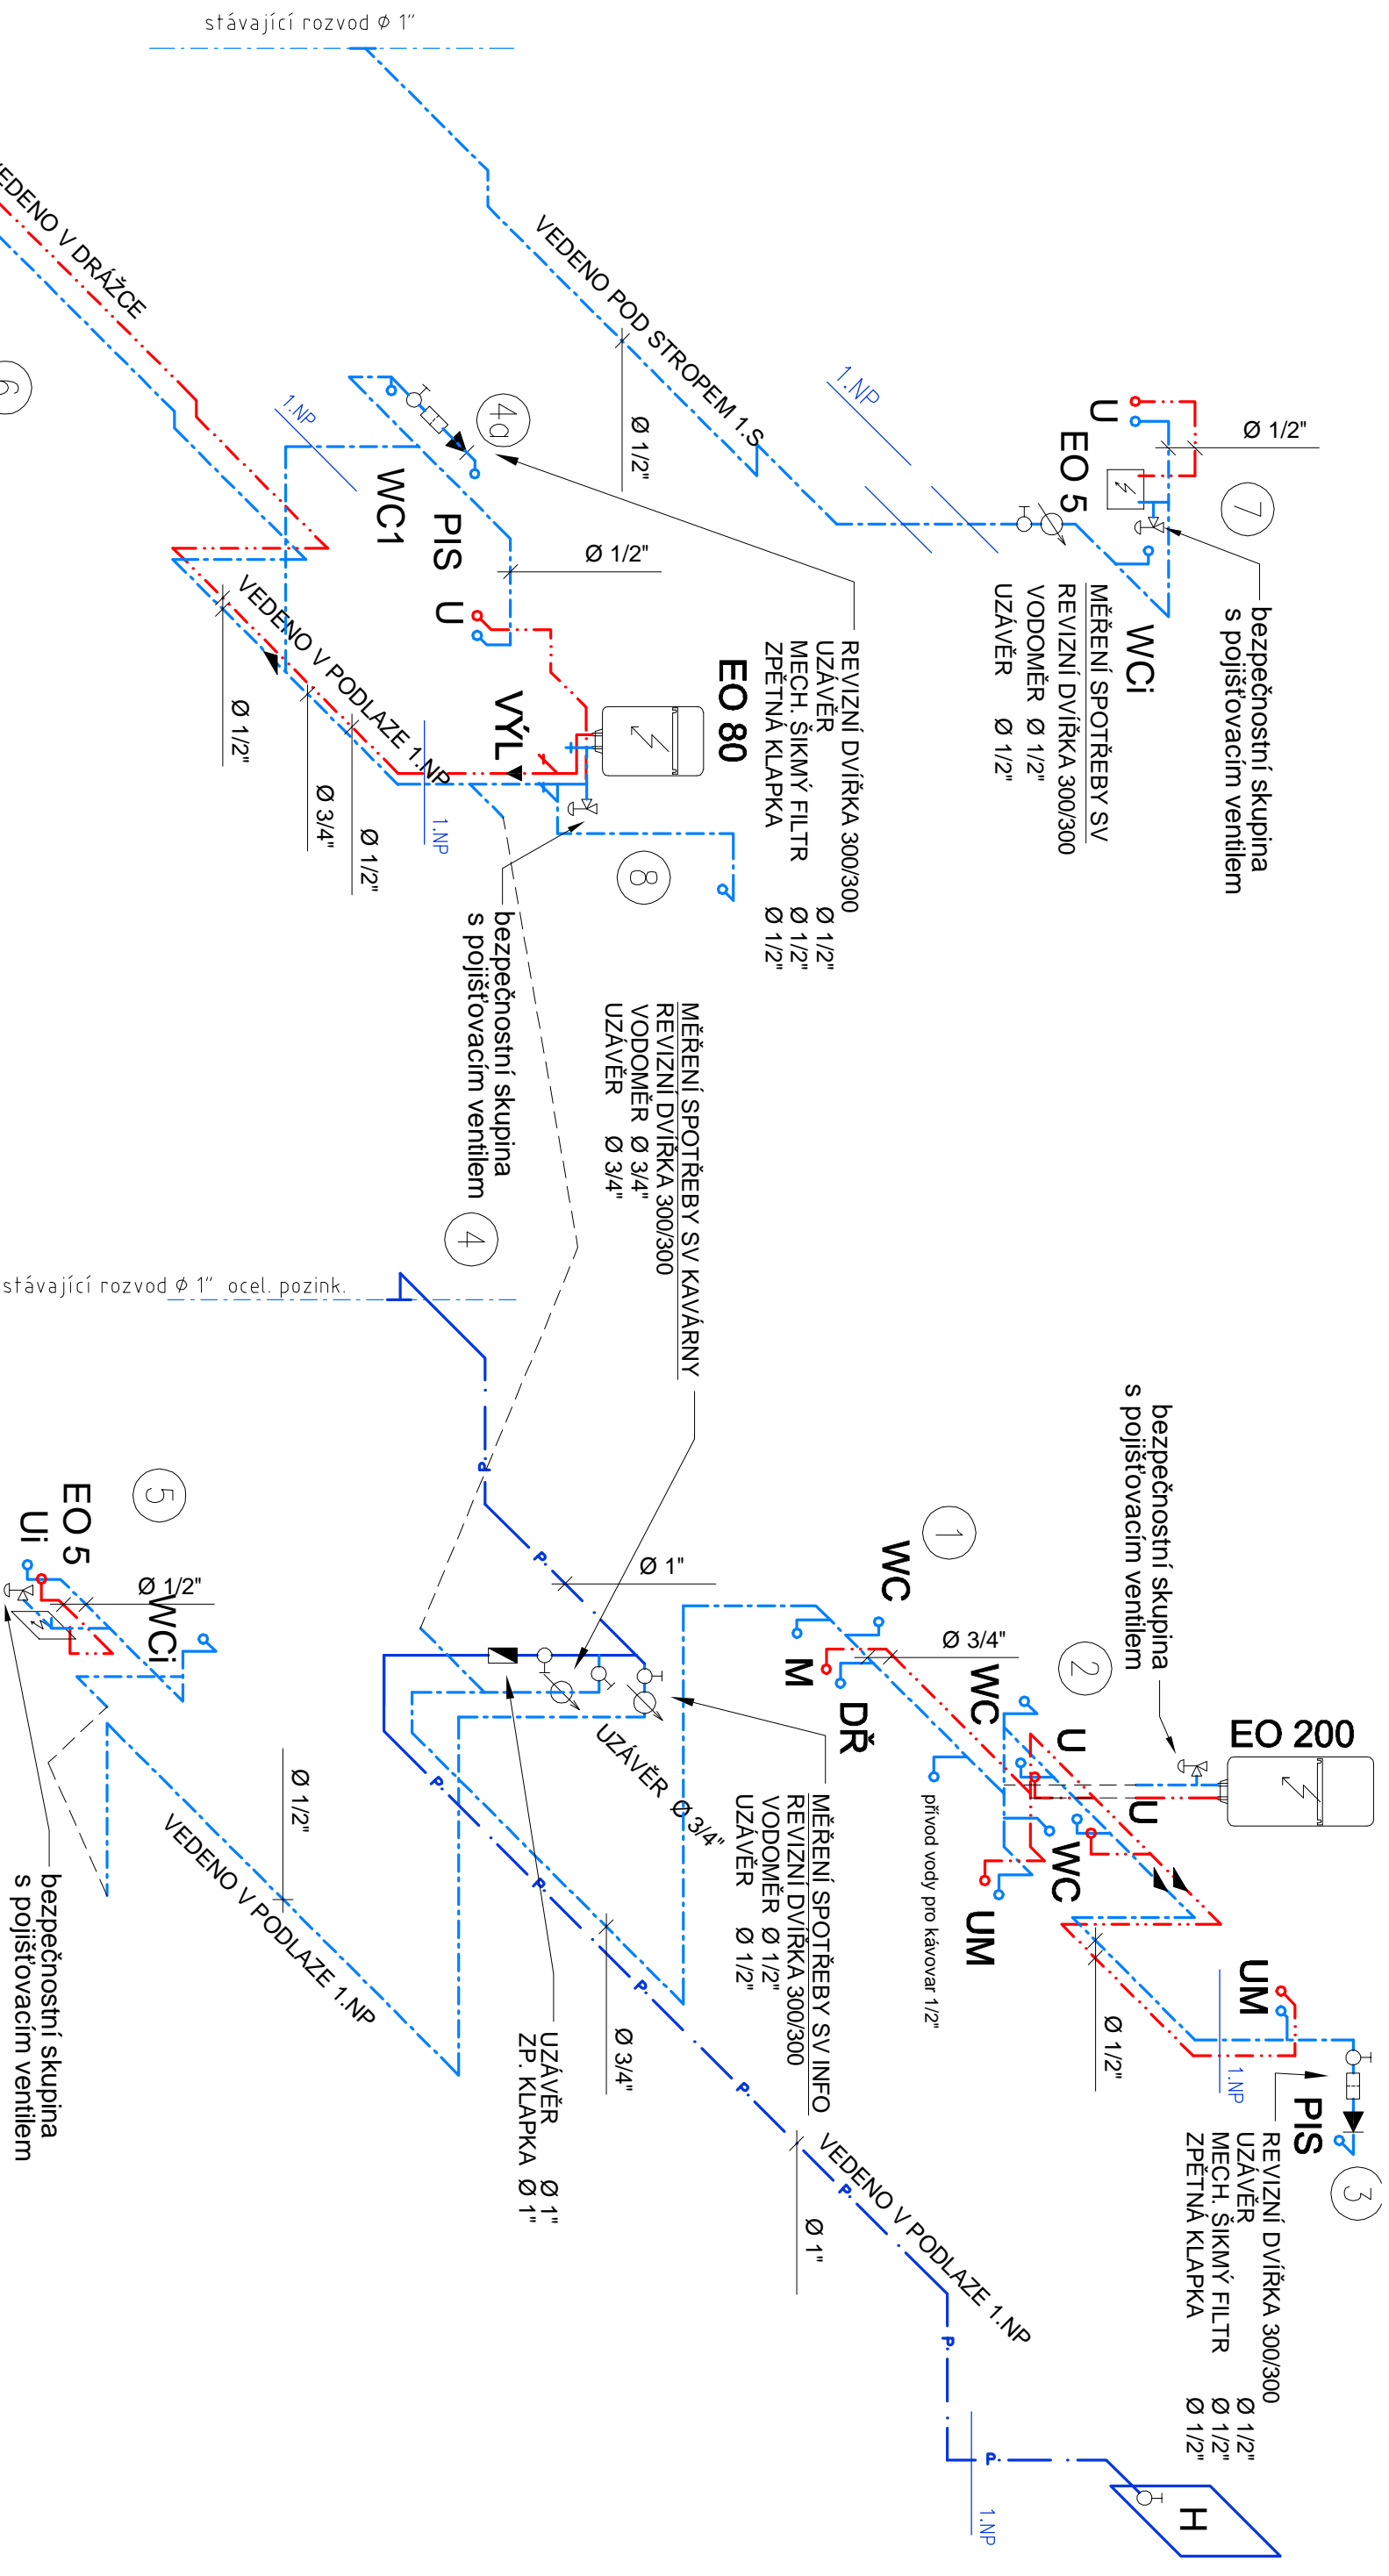 stávající rozvod ø 1"
VEDENO POD STROPEM 1.S
Ø 1/2"
1.NP
Ø 1/2"
U
EO 5
7
bezpečnostní skupina
s pojišťovacím ventilem
WCi
MĚŘENÍ SPOTŘEBY SV
REVIZNÍ DVÍŘKA 300/300
VODOMĚR Ø 1/2"
UZÁVĚR Ø 1/2"
VEDENO V DRÁŽCE
6
1.NP
4a
WC1
PIS
U
Ø 1/2"
REVIZNÍ DVÍŘKA 300/300
UZÁVĚR Ø 1/2"
MECH. ŠIKMÝ FILTR Ø 1/2"
ZPĚTNÁ KLAPKA Ø 1/2"
EO 80
VÝL
VEDENO V PODLAZE 1.NP
1.NP
Ø 1/2"
Ø 3/4"
Ø 1/2"
8
bezpečnostní skupina
s pojišťovacím ventilem
4
MĚŘENÍ SPOTŘEBY SV KAVÁRNY
REVIZNÍ DVÍŘKA 300/300
VODOMĚR Ø 3/4"
UZÁVĚR Ø 3/4"
stávající rozvod ø 1" ocel. pozink.
P.
P.
Ø 1"
bezpečnostní skupina
s pojišťovacím ventilem
1
WC
2
EO 200
M
DŘ
Ø 3/4"
WC
U
U
WC
UM
přívod vody pro kávovar 1/2"
UM
1.NP
Ø 1/2"
PIS
3
REVIZNÍ DVÍŘKA 300/300
UZÁVĚR Ø 1/2"
MECH. ŠIKMÝ FILTR Ø 1/2"
ZPĚTNÁ KLAPKA Ø 1/2"
5
EO 5
Ui
Ø 1/2"
WCi
bezpečnostní skupina
s pojišťovacím ventilem
Ø 1/2"
VEDENO V PODLAZE 1.NP
UZÁVĚR Ø 3/4"
MĚŘENÍ SPOTŘEBY SV INFO
REVIZNÍ DVÍŘKA 300/300
VODOMĚR Ø 1/2"
UZÁVĚR Ø 1/2"
UZÁVĚR Ø 1"
ZP. KLAPKA Ø 1"
Ø 3/4"
P.
P.
P.
P.
P.
VEDENO V PODLAZE 1.NP
Ø 1"
P.
P.
1.NP
H